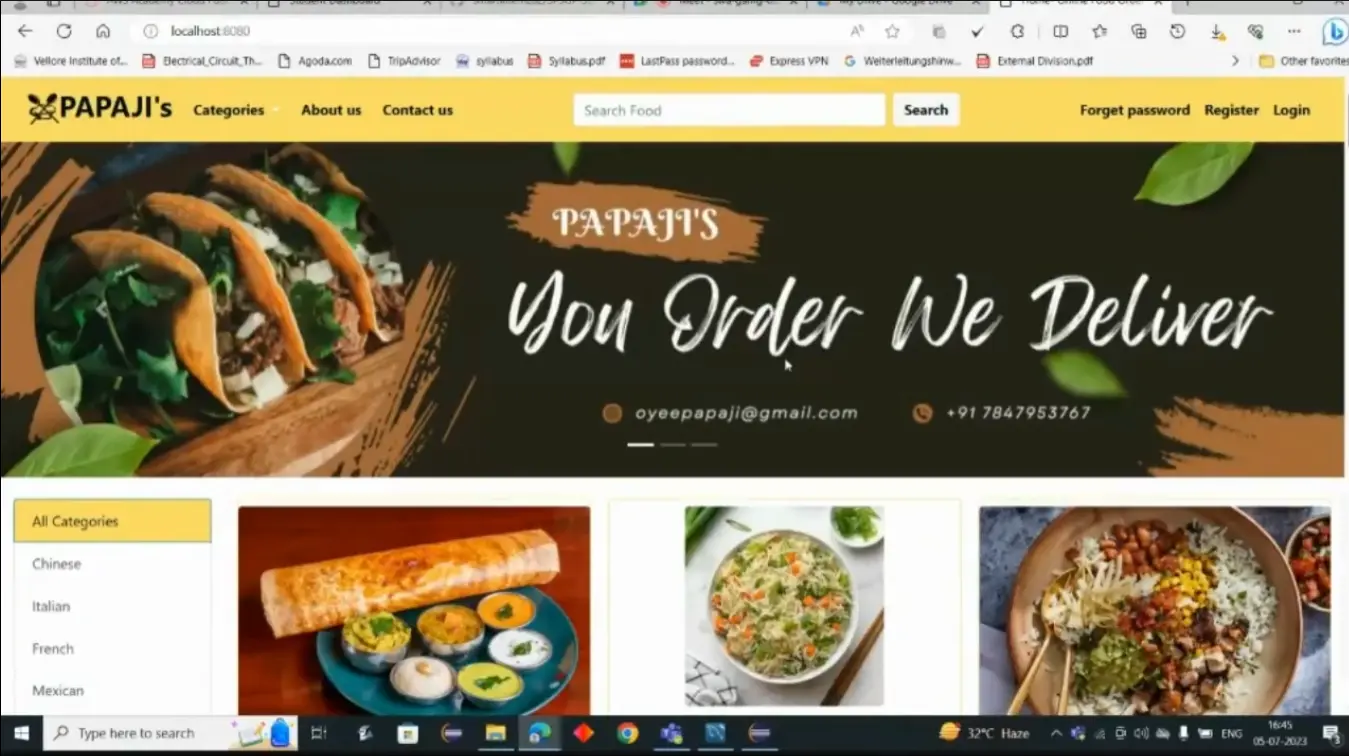 localhost:8080
Vellore Institute of... Electrical_Circuit_Th... Agoda.com TripAdvisor syllabus Syllabus.pdf LastPass password... Express VPN Weiterleitungshinw... External Division.pdf Other favorites
PAPAJI's Categories About us Contact us Search Food Search Forget password Register Login
PAPAJI'S
You Order We Deliver
oyeepapaji@gmail.com +91 7847953767
All Categories
Chinese
Italian
French
Mexican
Type here to search 32°C Haze ENG 16:45
05-07-2023